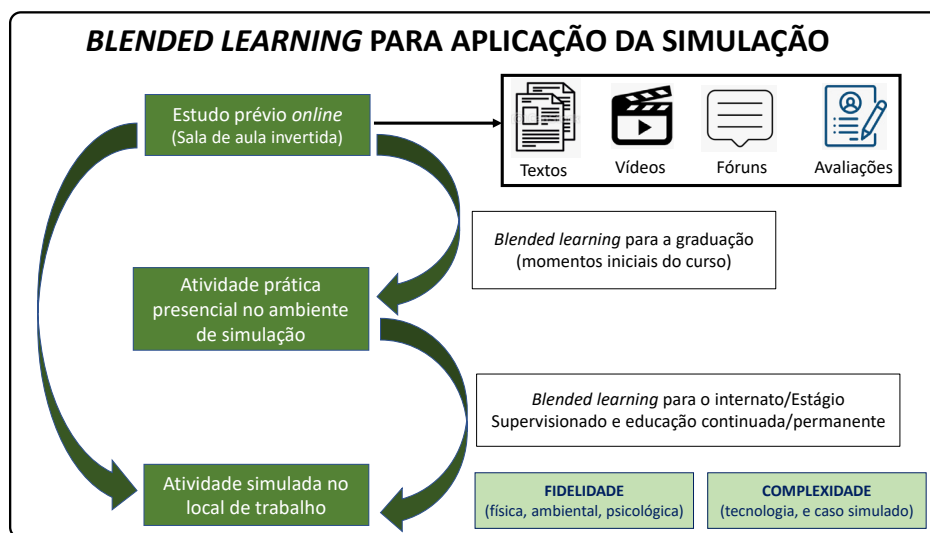 BLENDED LEARNING PARA APLICAÇÃO DA SIMULAÇÃO
Estudo prévio online
(Sala de aula invertida)
Textos
Vídeos
Fóruns
Avaliações
Blended learning para a graduação
(momentos iniciais do curso)
Atividade prática
presencial no ambiente
de simulação
Blended learning para o internato/Estágio
Supervisionado e educação continuada/permanente
Atividade simulada no
local de trabalho
FIDELIDADE
(física, ambiental, psicológica)
COMPLEXIDADE
(tecnologia, e caso simulado)